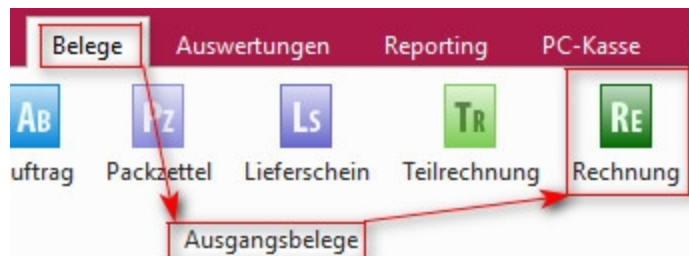 Belege Auswertungen Reporting PC-Kasse
AB PZ LS TR RE
uftrag Packzettel Lieferschein Teilrechnung Rechnung
Ausgangsbelege